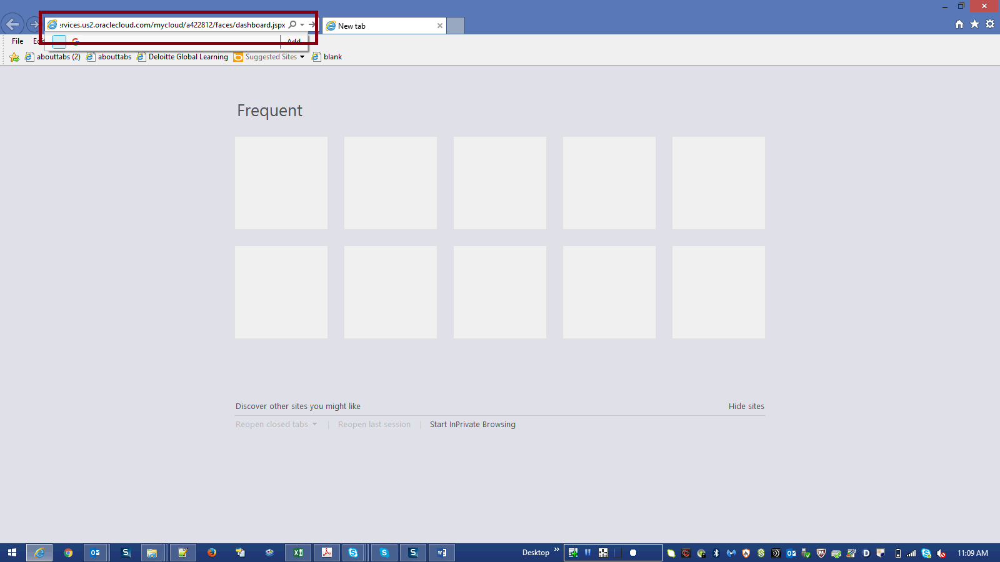 ervices.us2.oraclecloud.com/mycloud/a422812/faces/dashboard.jspx
New tab
File Edit
Add
abouttabs (2) abouttabs Deloitte Global Learning Suggested Sites blank
Frequent
Discover other sites you might like Hide sites
Reopen closed tabs | Reopen last session | Start InPrivate Browsing
Desktop »
11:09 AM